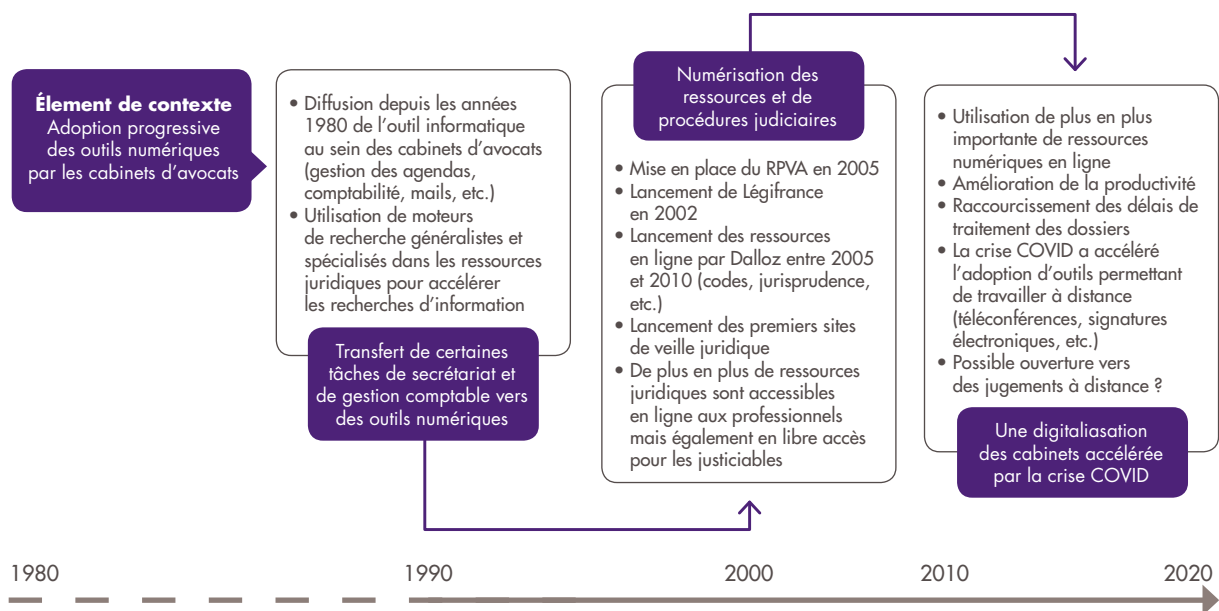 Élement de contexte
Adoption progressive
des outils numériques
par les cabinets d’avocats
• Diffusion depuis les années
1980 de l’outil informatique
au sein des cabinets d’avocats
(gestion des agendas,
comptabilité, mails, etc.)
• Utilisation de moteurs
de recherche généralistes et
spécialisés dans les ressources
juridiques pour accélérer
les recherches d’information
Transfert de certaines
tâches de secrétariat et
de gestion comptable vers
des outils numériques
Numérisation des
ressources et de
procédures judiciaires
• Mise en place du RPVA en 2005
• Lancement de Légifrance
en 2002
• Lancement des ressources
en ligne par Dalloz entre 2005
et 2010 (codes, jurisprudence,
etc.)
• Lancement des premiers sites
de veille juridique
• De plus en plus de ressources
juridiques sont accessibles
en ligne aux professionnels
mais également en libre accès
pour les justiciables
• Utilisation de plus en plus
importante de ressources
numériques en ligne
• Amélioration de la productivité
• Raccourcissement des délais de
traitement des dossiers
• La crise COVID a accéléré
l’adoption d’outils permettant
de travailler à distance
(téléconférences, signatures
électroniques, etc.)
• Possible ouverture vers
des jugements à distance ?
Une digitaliasation
des cabinets accélérée
par la crise COVID
1980 1990 2000 2010 2020